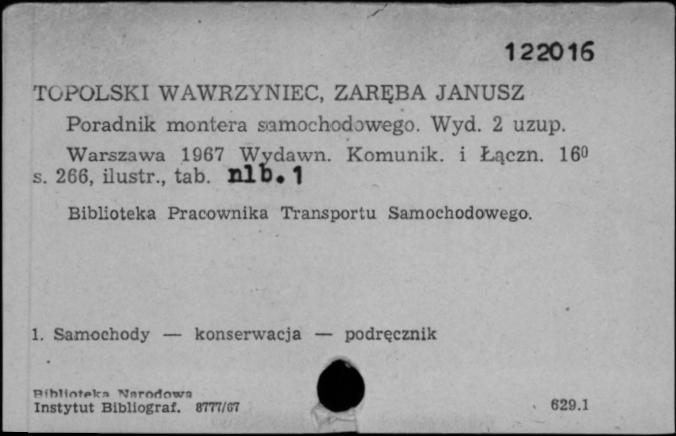 122016
TOPOLSKI WAWRZYNIEC, ZARĘBA JANUSZ
Poradnik montera samochodowego. Wyd. 2 uzup.
Warszawa 1967 Wydawn. Komunik. i Łączn. 16⁰
s. 266, ilustr., tab. nlb. 1
Biblioteka Pracownika Transportu Samochodowego.
1. Samochody — konserwacja — podręcznik
Biblioteka Narodowa
Instytut Bibliograf. 8777/67
629.1